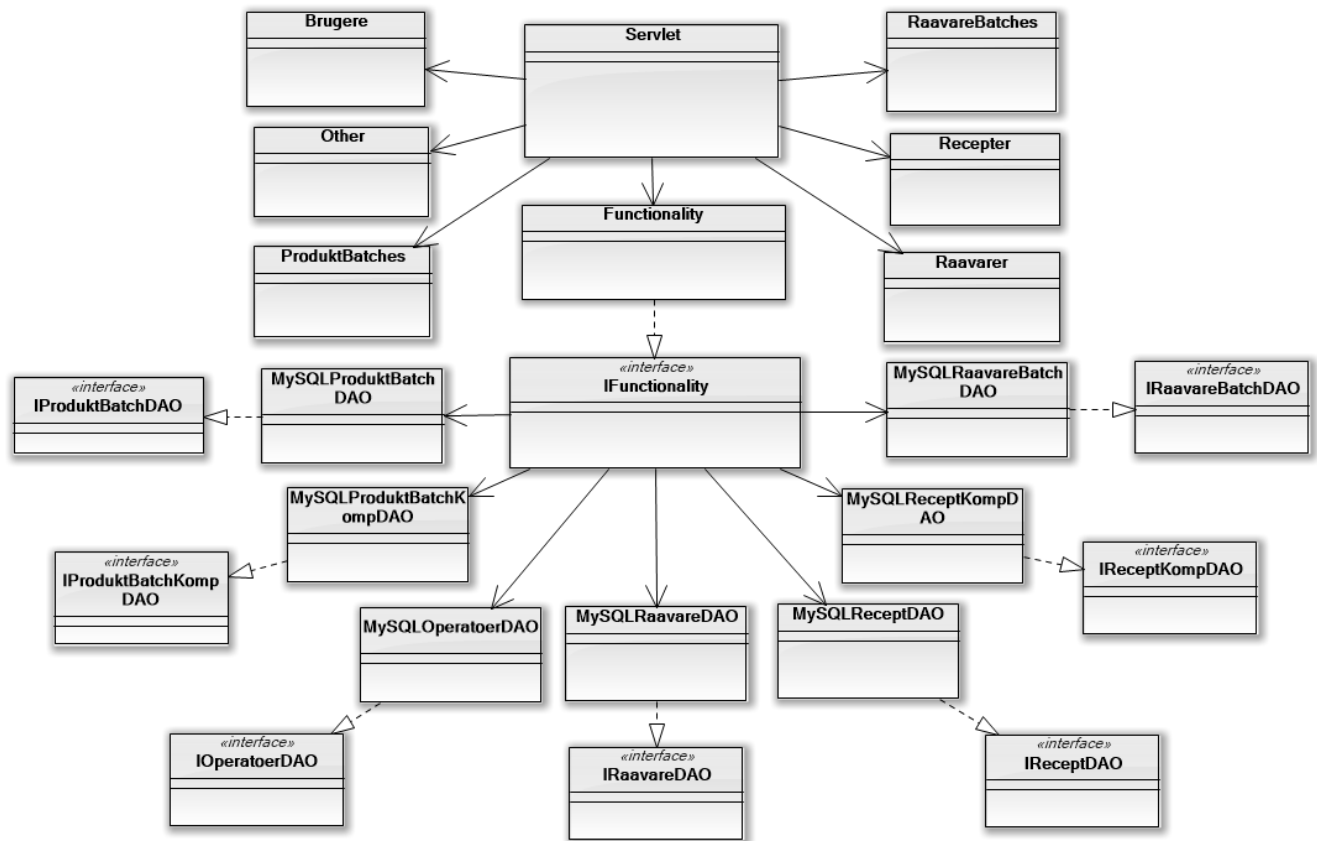 Brugere
Servlet
RaavareBatches
Other
Recepter
Functionality
ProduktBatches
Raavarer
«interface»
IProduktBatchDAO
MySQLProduktBatch
DAO
«interface»
IFunctionality
MySQLRaavareBatch
DAO
«interface»
IRaavareBatchDAO
MySQLProduktBatchK
ompDAO
MySQLReceptKompD
AO
«interface»
IProduktBatchKomp
DAO
«interface»
IReceptKompDAO
MySQLOperatoerDAO
MySQLRaavareDAO
MySQLReceptDAO
«interface»
IOperatoerDAO
«interface»
IRaavareDAO
«interface»
IReceptDAO